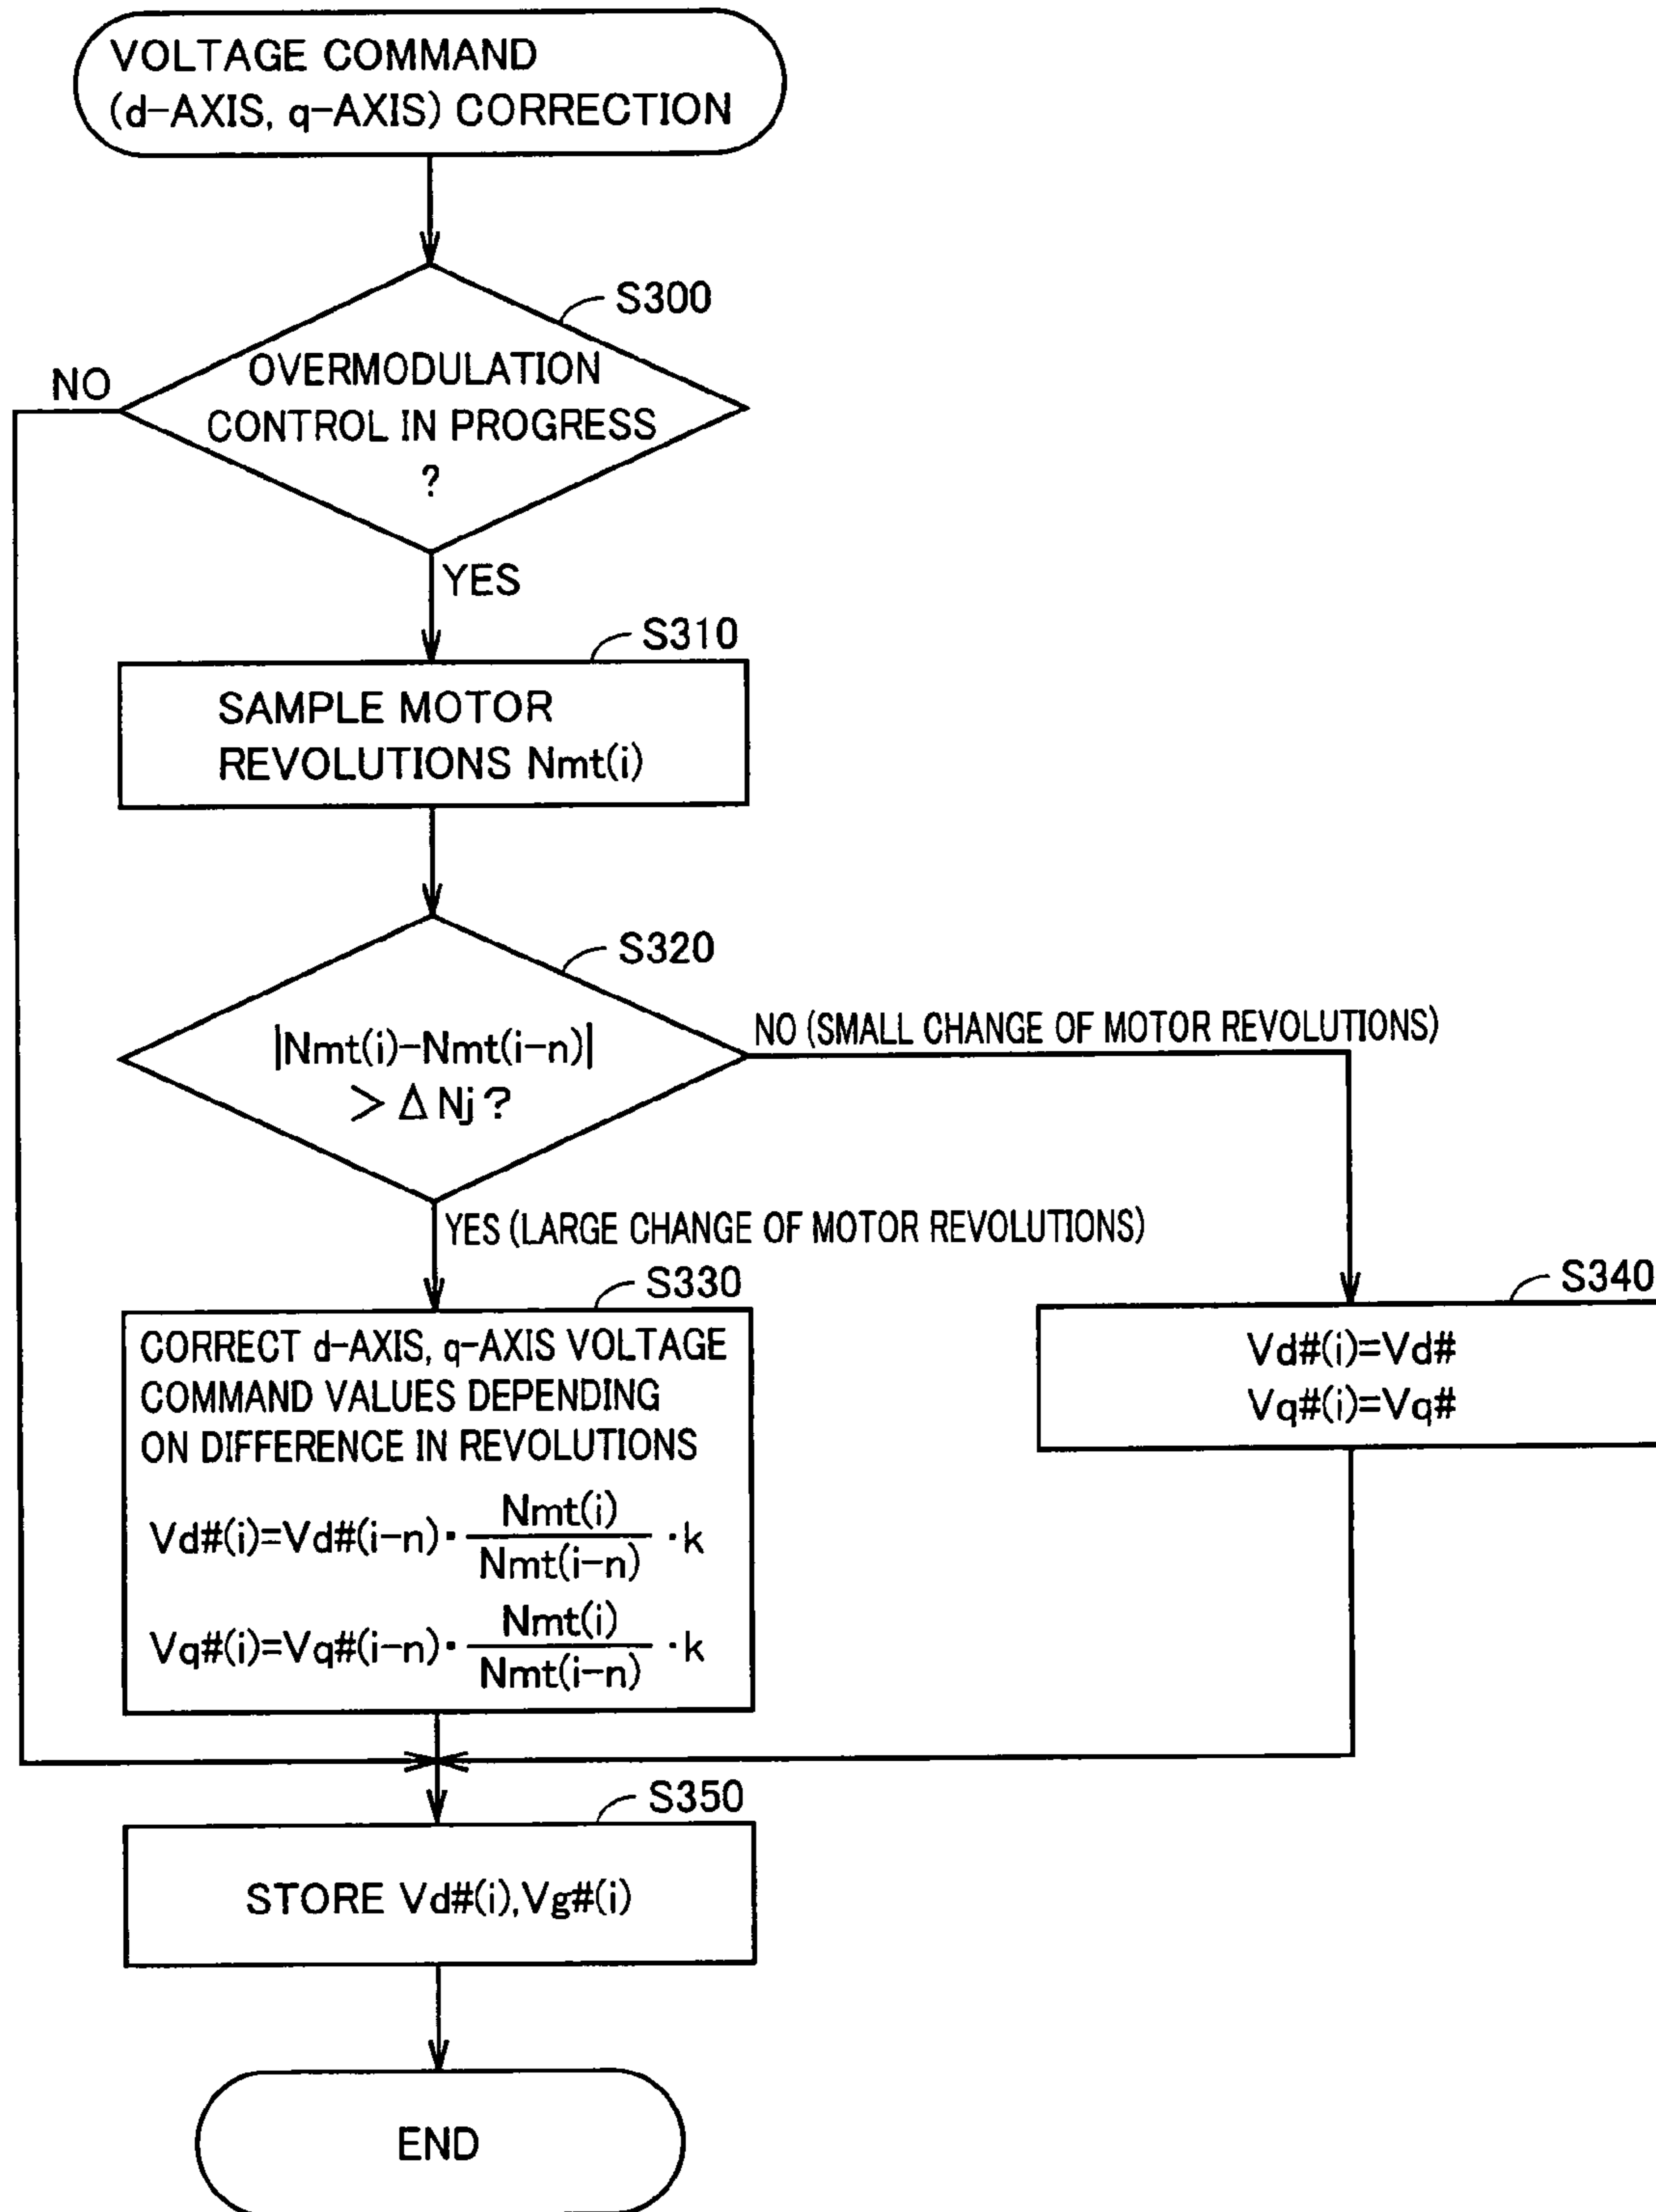 VOLTAGE COMMAND
(d-AXIS, q-AXIS) CORRECTION
S300
OVERMODULATION
CONTROL IN PROGRESS
?
NO
YES
S310
SAMPLE MOTOR
REVOLUTIONS Nmt(i)
S320
|Nmt(i)-Nmt(i-n)|
> Δ Nj?
NO (SMALL CHANGE OF MOTOR REVOLUTIONS)
YES (LARGE CHANGE OF MOTOR REVOLUTIONS)
S330
CORRECT d-AXIS, q-AXIS VOLTAGE
COMMAND VALUES DEPENDING
ON DIFFERENCE IN REVOLUTIONS
Vd#(i)=Vd#(i-n)·Nmt(i)/Nmt(i-n)·k
Vq#(i)=Vq#(i-n)·Nmt(i)/Nmt(i-n)·k
S340
Vd#(i)=Vd#
Vq#(i)=Vq#
S350
STORE Vd#(i),Vg#(i)
END